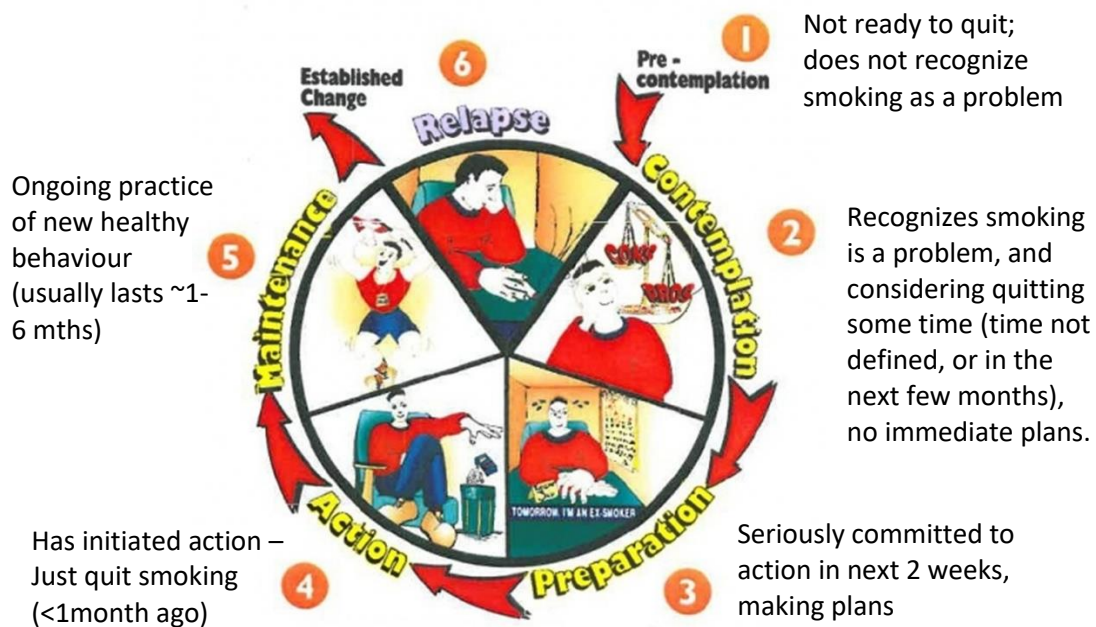 1
Pre -
contemplation
Not ready to quit;
does not recognize
smoking as a problem
Contemplation
CONS
PROS
2
Recognizes smoking
is a problem, and
considering quitting
some time (time not
defined, or in the
next few months),
no immediate plans.
Preparation
TOMORROW I'M AN EX-SMOKER
3
Seriously committed to
action in next 2 weeks,
making plans
Action
4
Has initiated action –
Just quit smoking
(<1month ago)
Maintenance
5
Ongoing practice
of new healthy
behaviour
(usually lasts ~1-
6 mths)
Established
Change
6
Relapse